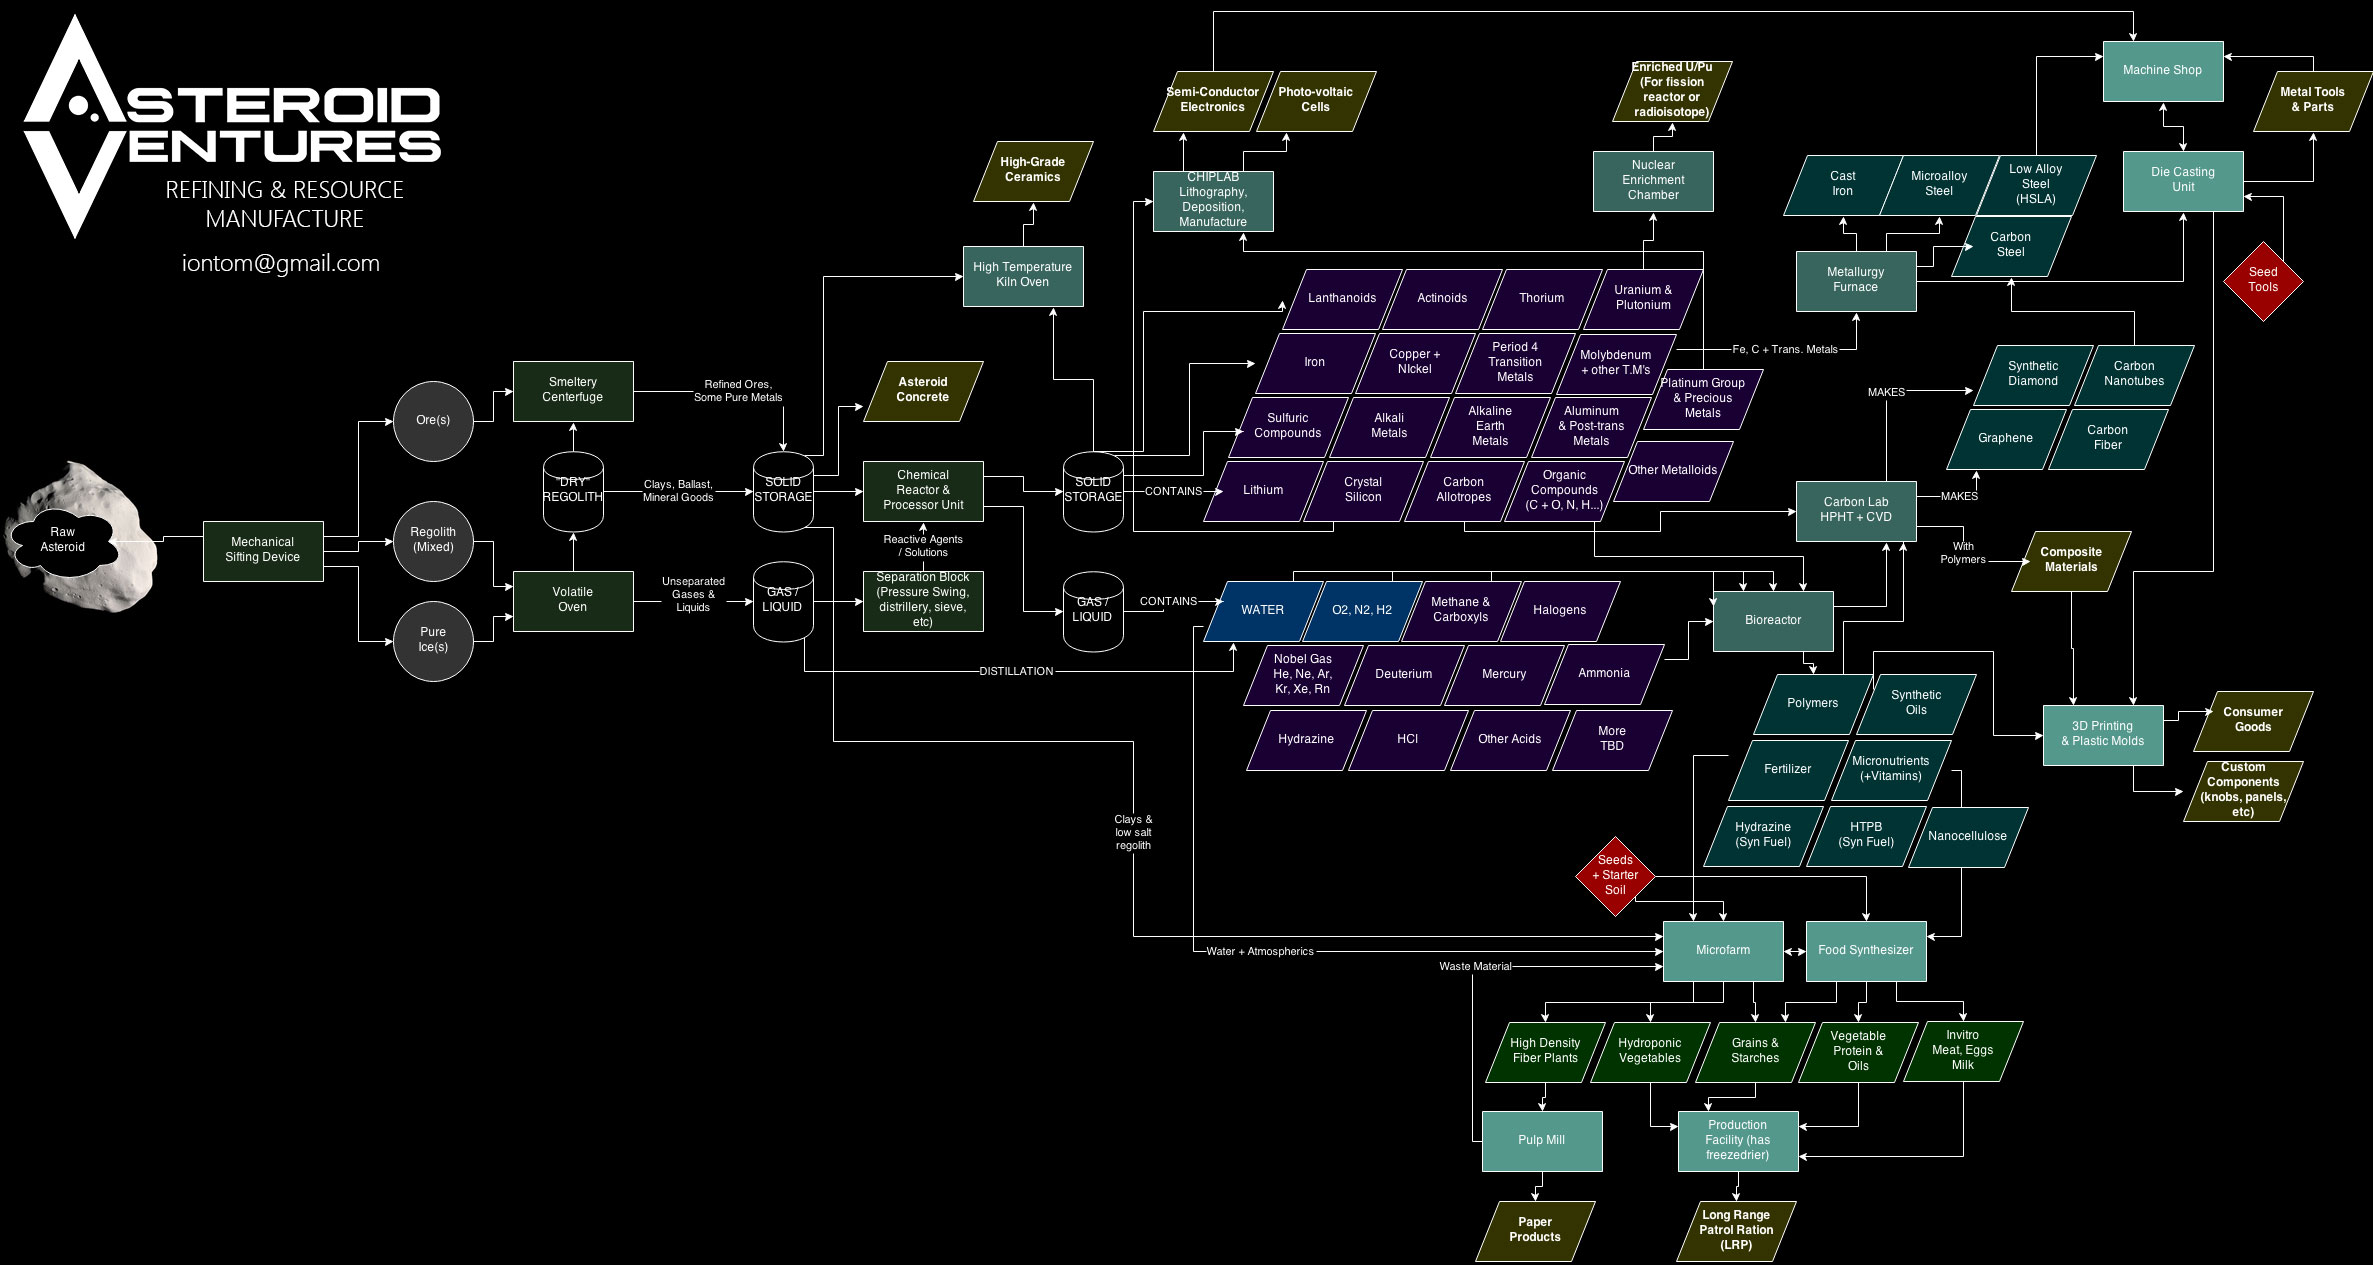 ASTEROID
VENTURES
REFINING & RESOURCE
MANUFACTURE
iontom@gmail.com
Raw
Asteroid
Mechanical
Sifting Device
Ore(s)
Regolith
(Mixed)
Pure
Ice(s)
Smeltery
Centerfuge
"DRY"
REGOLITH
Volatile
Oven
Refined Ores,
Some Pure Metals
Clays, Ballast,
Mineral Goods
Unseparated
Gases &
Liquids
SOLID
STORAGE
GAS /
LIQUID
Asteroid
Concrete
Chemical
Reactor &
Processor Unit
Reactive Agents
/ Solutions
Separation Block
(Pressure Swing,
distillery, sieve,
etc)
DISTILLATION
High-Grade
Ceramics
High Temperature
Kiln Oven
SOLID
STORAGE
GAS /
LIQUID
CONTAINS
CONTAINS
Clays &
low salt
regolith
Semi-Conductor
Electronics
Photo-voltaic
Cells
CHIPLAB
Lithography,
Deposition,
Manufacture
Enriched U/Pu
(For fission
reactor or
radioisotope)
Nuclear
Enrichment
Chamber
Lanthanoids
Actinoids
Thorium
Uranium &
Plutonium
Iron
Copper +
NIckel
Period 4
Transition
Metals
Molybdenum
+ other T.M's
Platinum Group
& Precious
Metals
Sulfuric
Compounds
Alkali
Metals
Alkaline
Earth
Metals
Aluminum
& Post-trans
Metals
Other Metalloids
Lithium
Crystal
Silicon
Carbon
Allotropes
Organic
Compounds
(C + O, N, H...)
WATER
O2, N2, H2
Methane &
Carboxyls
Halogens
Nobel Gas
He, Ne, Ar,
Kr, Xe, Rn
Deuterium
Mercury
Ammonia
Hydrazine
HCl
Other Acids
More
TBD
Fe, C + Trans. Metals
Metallurgy
Furnace
Cast
Iron
Microalloy
Steel
Low Alloy
Steel
(HSLA)
Carbon
Steel
Machine Shop
Metal Tools
& Parts
Die Casting
Unit
Seed
Tools
Synthetic
Diamond
Carbon
Nanotubes
Graphene
Carbon
Fiber
MAKES
MAKES
Carbon Lab
HPHT + CVD
With
Polymers
Composite
Materials
Bioreactor
Polymers
Synthetic
Oils
Fertilizer
Micronutrients
(+Vitamins)
Hydrazine
(Syn Fuel)
HTPB
(Syn Fuel)
Nanocellulose
3D Printing
& Plastic Molds
Consumer
Goods
Custom
Components
(knobs, panels,
etc)
Seeds
+ Starter
Soil
Water + Atmospherics
Waste Material
Microfarm
Food Synthesizer
High Density
Fiber Plants
Hydroponic
Vegetables
Grains &
Starches
Vegetable
Protein &
Oils
Invitro
Meat, Eggs
Milk
Pulp Mill
Production
Facility (has
freezedrier)
Paper
Products
Long Range
Patrol Ration
(LRP)